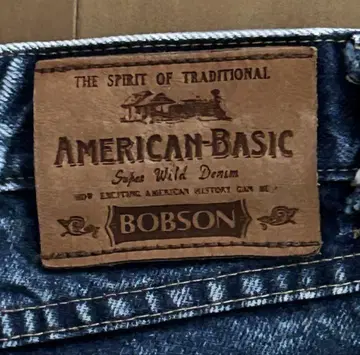 THE SPIRIT OF TRADITIONAL
AMERICAN-BASIC
Super Wild Denim
HOW EXCITING AMERICAN HISTORY CAN BE!
BOBSON